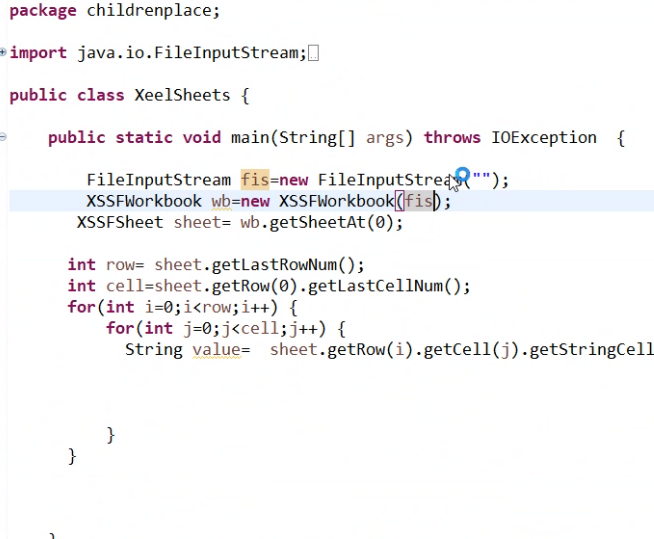 package childrenplace;
import java.io.FileInputStream;
public class XeelSheets {
public static void main(String[] args) throws IOException {
FileInputStream fis=new FileInputStream("");
XSSFWorkbook wb=new XSSFWorkbook(fis);
XSSFSheet sheet= wb.getSheetAt(0);
int row= sheet.getLastRowNum();
int cell=sheet.getRow(0).getLastCellNum();
for(int i=0;i<row;i++) {
for(int j=0;j<cell;j++) {
String value= sheet.getRow(i).getCell(j).getStringCell
}
}
}